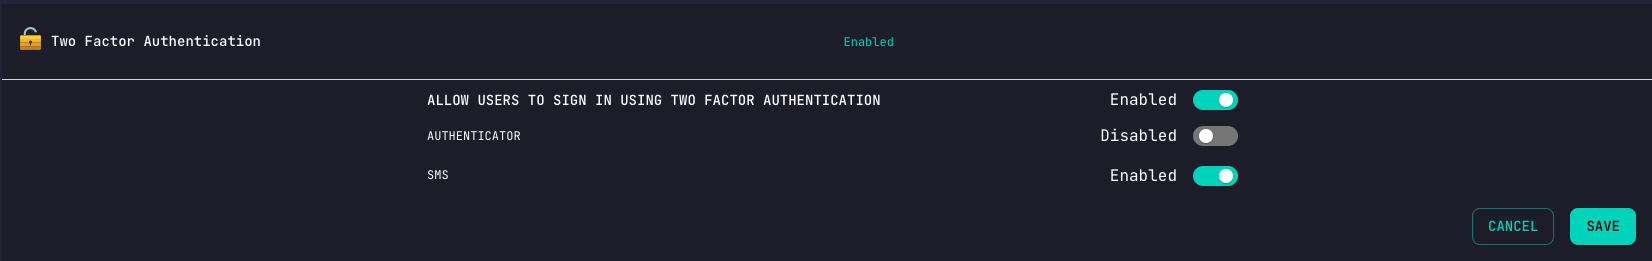 Two Factor Authentication Enabled
ALLOW USERS TO SIGN IN USING TWO FACTOR AUTHENTICATION Enabled
AUTHENTICATOR Disabled
SMS Enabled
CANCEL SAVE